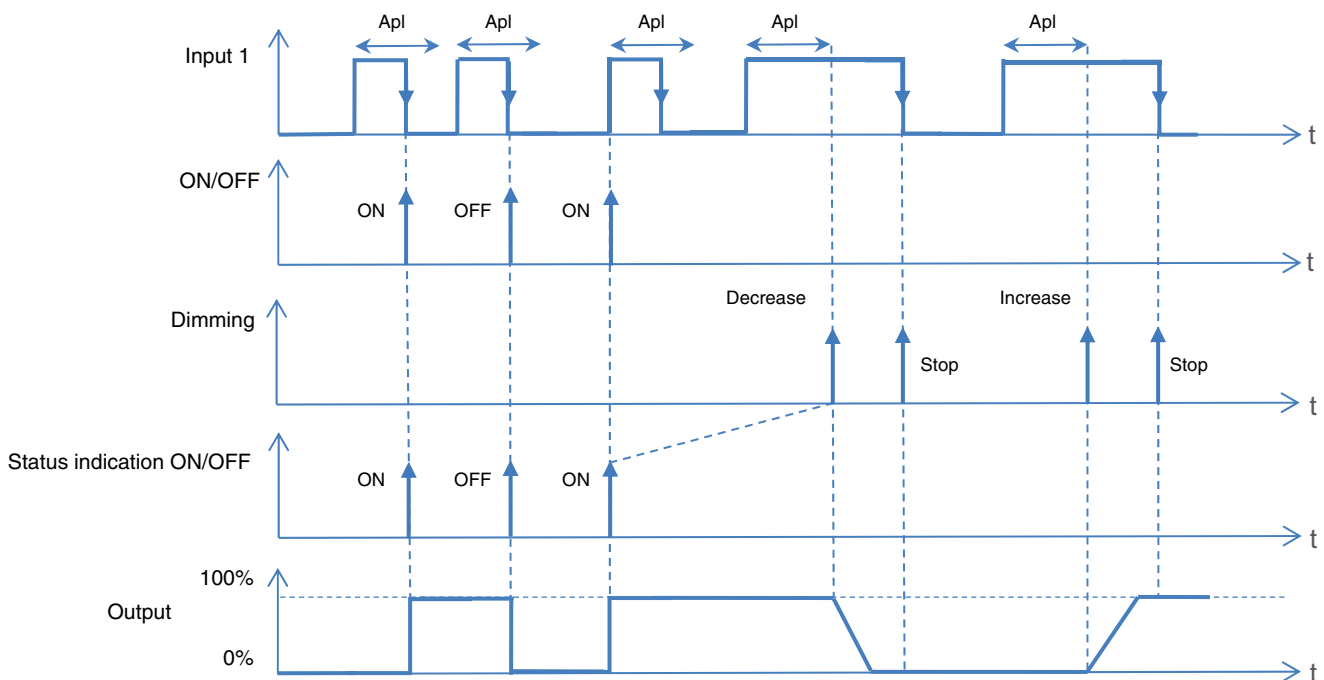 Apl Apl Apl Apl Apl
Input 1
t
ON/OFF
ON OFF ON
t
Decrease Increase
Dimming
Stop Stop
t
Status indication ON/OFF
ON OFF ON
t
100%
Output
0%
t